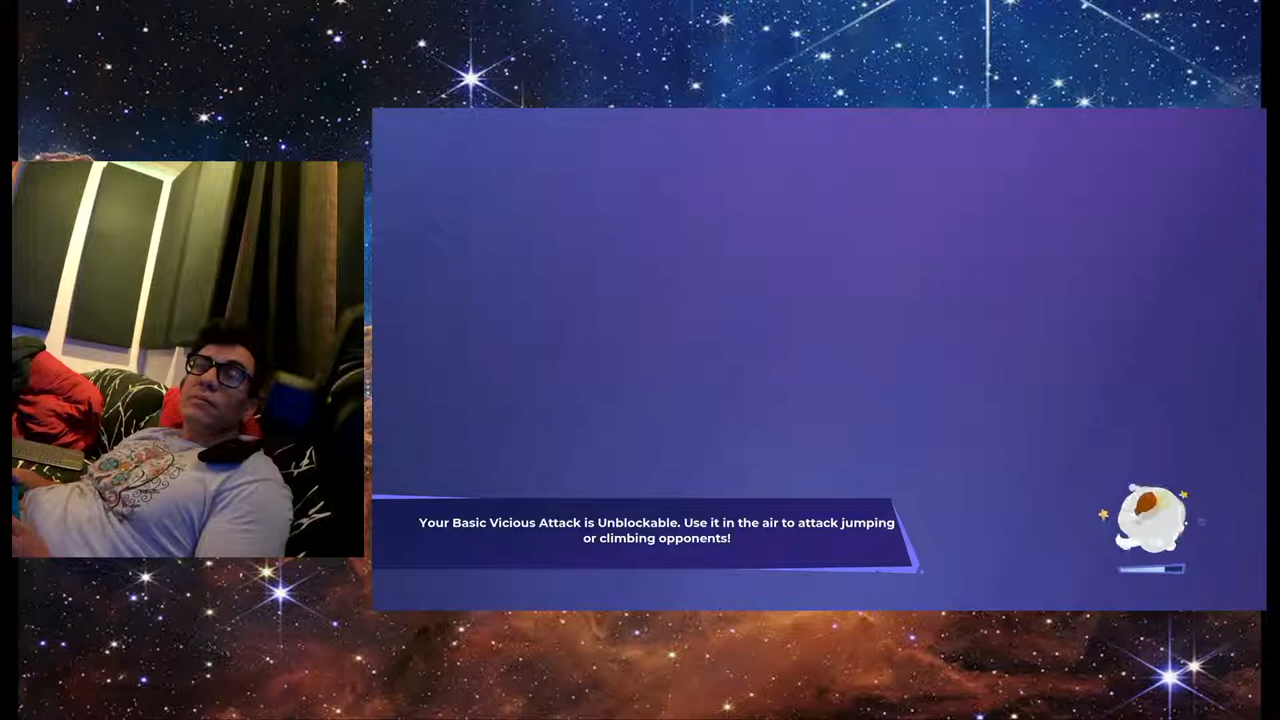 Your Basic Vicious Attack is Unblockable. Use it in the air to attack jumping
or climbing opponents!